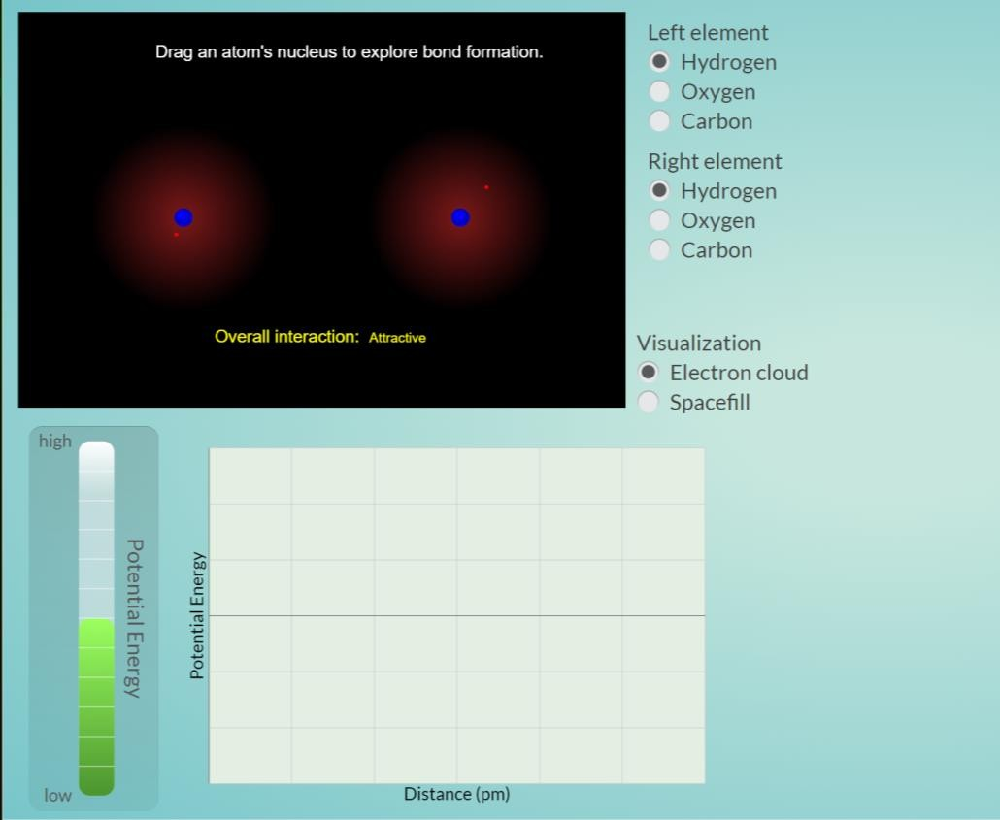 Drag an atom's nucleus to explore bond formation.
Overall interaction: Attractive
Left element
Hydrogen
Oxygen
Carbon
Right element
Hydrogen
Oxygen
Carbon
Visualization
Electron cloud
Spacefill
high
Potential Energy
low
Potential Energy
Distance (pm)